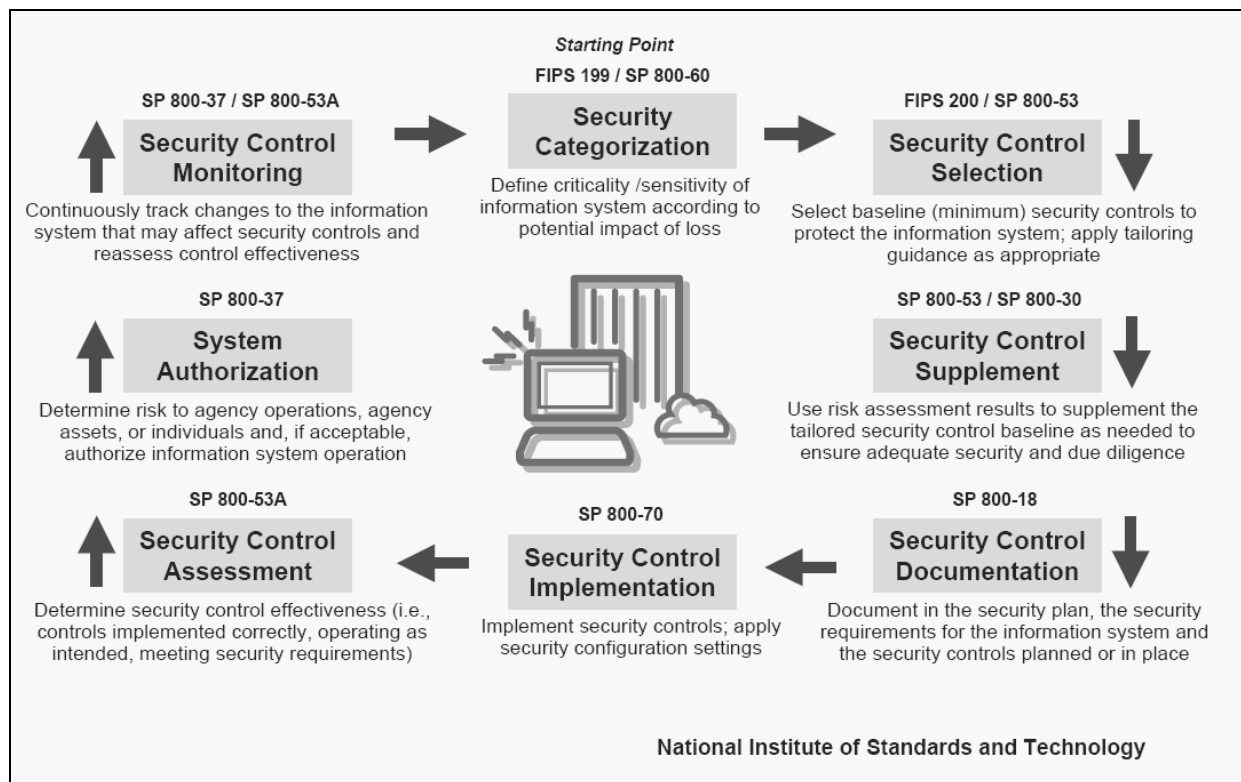 Starting Point
FIPS 199 / SP 800-60
Security
Categorization
Define criticality /sensitivity of
information system according to
potential impact of loss
FIPS 200 / SP 800-53
Security Control
Selection
Select baseline (minimum) security controls to
protect the information system; apply tailoring
guidance as appropriate
SP 800-53 / SP 800-30
Security Control
Supplement
Use risk assessment results to supplement the
tailored security control baseline as needed to
ensure adequate security and due diligence
SP 800-18
Security Control
Documentation
Document in the security plan, the security
requirements for the information system and
the security controls planned or in place
SP 800-70
Security Control
Implementation
Implement security controls; apply
security configuration settings
SP 800-53A
Security Control
Assessment
Determine security control effectiveness (i.e.,
controls implemented correctly, operating as
intended, meeting security requirements)
SP 800-37
System
Authorization
Determine risk to agency operations, agency
assets, or individuals and, if acceptable,
authorize information system operation
SP 800-37 / SP 800-53A
Security Control
Monitoring
Continuously track changes to the information
system that may affect security controls and
reassess control effectiveness
National Institute of Standards and Technology